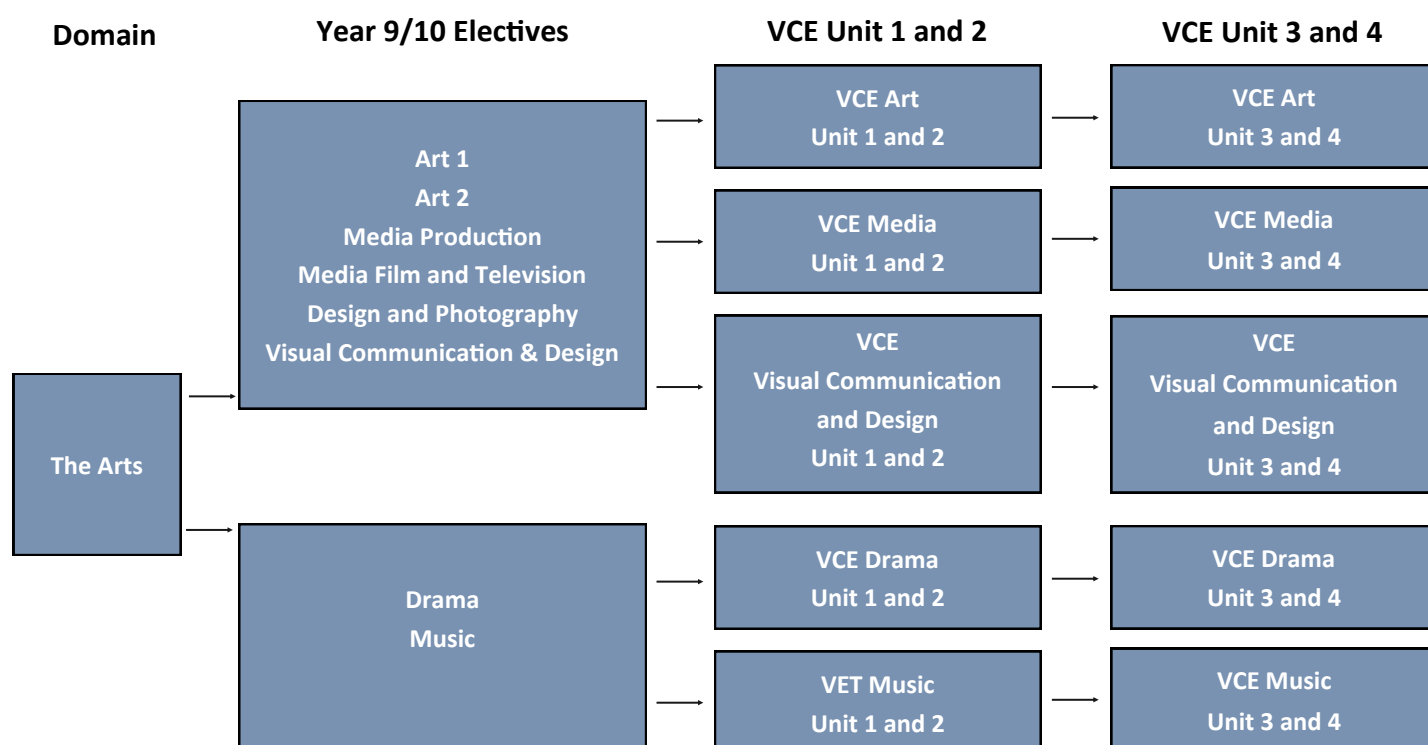 Domain
Year 9/10 Electives
VCE Unit 1 and 2
VCE Unit 3 and 4
The Arts
Art 1
Art 2
Media Production
Media Film and Television
Design and Photography
Visual Communication & Design
Drama
Music
VCE Art
Unit 1 and 2
VCE Media
Unit 1 and 2
VCE
Visual Communication
and Design
Unit 1 and 2
VCE Drama
Unit 1 and 2
VET Music
Unit 1 and 2
VCE Art
Unit 3 and 4
VCE Media
Unit 3 and 4
VCE
Visual Communication
and Design
Unit 3 and 4
VCE Drama
Unit 3 and 4
VCE Music
Unit 3 and 4